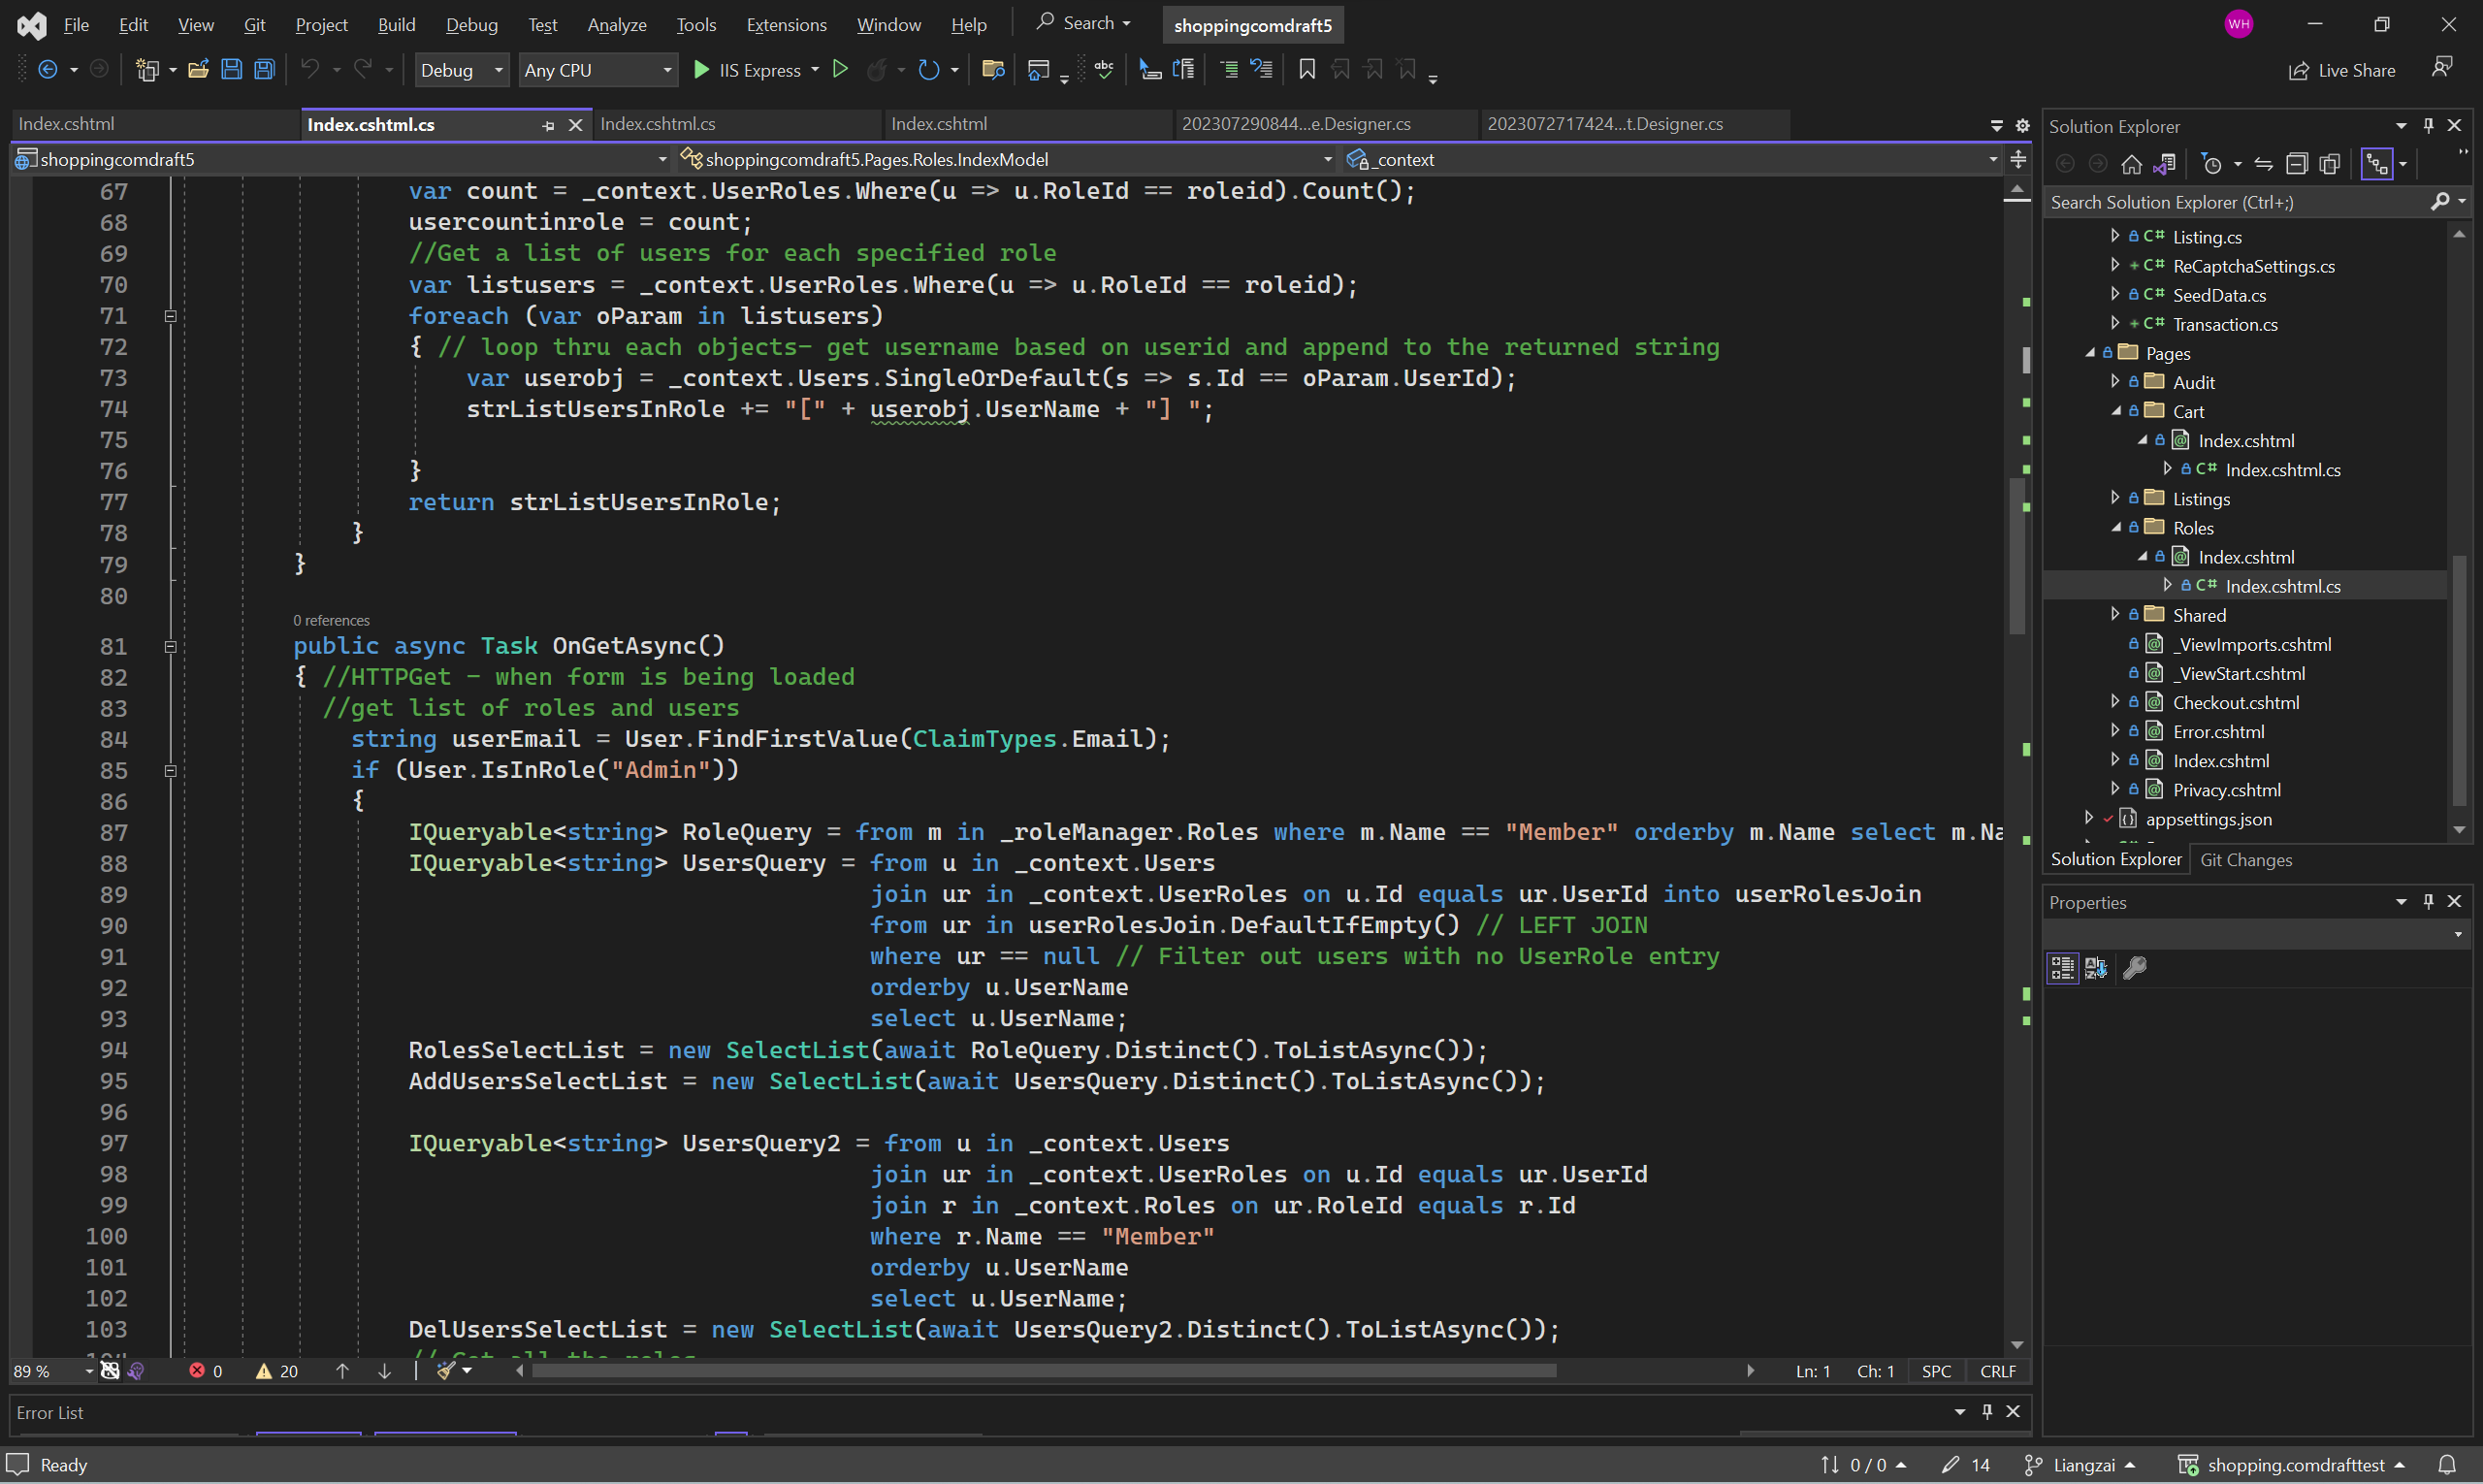 File Edit View Git Project Build Debug Test Analyze Tools Extensions Window Help Search shoppingcomdraft5 WH
Debug Any CPU IIS Express abc Live Share
Index.cshtml Index.cshtml.cs Index.cshtml.cs Index.cshtml 202307290844...e.Designer.cs 2023072717424...t.Designer.cs
shoppingcomdraft5 shoppingcomdraft5.Pages.Roles.IndexModel _context
67 var count = _context.UserRoles.Where(u => u.RoleId == roleid).Count();
68 usercountinrole = count;
69 //Get a list of users for each specified role
70 var listusers = _context.UserRoles.Where(u => u.RoleId == roleid);
71 foreach (var oParam in listusers)
72 { // loop thru each objects- get username based on userid and append to the returned string
73 var userobj = _context.Users.SingleOrDefault(s => s.Id == oParam.UserId);
74 strListUsersInRole += "[" + userobj.UserName + "] ";
75
76 }
77 return strListUsersInRole;
78 }
79 }
80
0 references
81 public async Task OnGetAsync()
82 { //HTTPGet - when form is being loaded
83 //get list of roles and users
84 string userEmail = User.FindFirstValue(ClaimTypes.Email);
85 if (User.IsInRole("Admin"))
86 {
87 IQueryable<string> RoleQuery = from m in _roleManager.Roles where m.Name == "Member" orderby m.Name select m.Na
88 IQueryable<string> UsersQuery = from u in _context.Users
89 join ur in _context.UserRoles on u.Id equals ur.UserId into userRolesJoin
90 from ur in userRolesJoin.DefaultIfEmpty() // LEFT JOIN
91 where ur == null // Filter out users with no UserRole entry
92 orderby u.UserName
93 select u.UserName;
94 RolesSelectList = new SelectList(await RoleQuery.Distinct().ToListAsync());
95 AddUsersSelectList = new SelectList(await UsersQuery.Distinct().ToListAsync());
96
97 IQueryable<string> UsersQuery2 = from u in _context.Users
98 join ur in _context.UserRoles on u.Id equals ur.UserId
99 join r in _context.Roles on ur.RoleId equals r.Id
100 where r.Name == "Member"
101 orderby u.UserName
102 select u.UserName;
103 DelUsersSelectList = new SelectList(await UsersQuery2.Distinct().ToListAsync());
89 % 0 20 Ln: 1 Ch: 1 SPC CRLF
Error List
Solution Explorer
Search Solution Explorer (Ctrl+;)
C# Listing.cs
+ C# ReCaptchaSettings.cs
C# SeedData.cs
+ C# Transaction.cs
Pages
Audit
Cart
Index.cshtml
C# Index.cshtml.cs
Listings
Roles
Index.cshtml
C# Index.cshtml.cs
Shared
_ViewImports.cshtml
_ViewStart.cshtml
Checkout.cshtml
Error.cshtml
Index.cshtml
Privacy.cshtml
appsettings.json
Solution Explorer Git Changes
Properties
Ready 0 / 0 14 Liangzai shopping.comdrafttest